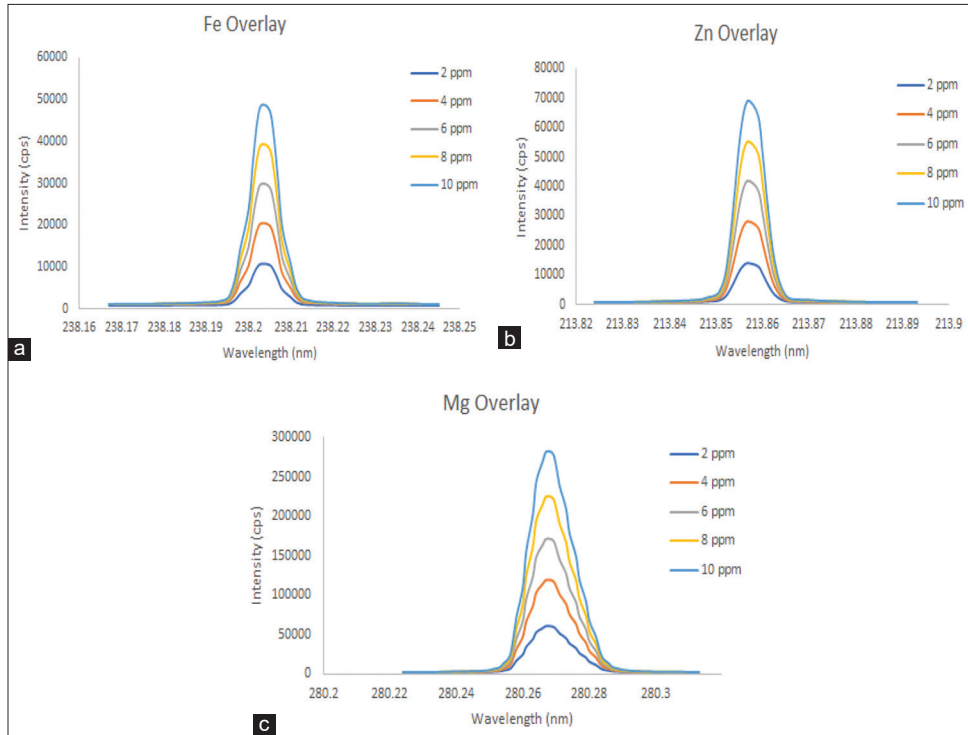 Fe Overlay
60000
50000
40000
30000
20000
10000
0
Intensity (cps)
238.16 238.17 238.18 238.19 238.2 238.21 238.22 238.23 238.24 238.25
Wavelength (nm)
2 ppm
4 ppm
6 ppm
8 ppm
10 ppm
a
Zn Overlay
80000
70000
60000
50000
40000
30000
20000
10000
0
Intensity (cps)
213.82 213.83 213.84 213.85 213.86 213.87 213.88 213.89 213.9
Wavelength (nm)
2 ppm
4 ppm
6 ppm
8 ppm
10 ppm
b
Mg Overlay
300000
250000
200000
150000
100000
50000
0
Intensity (cps)
280.2 280.22 280.24 280.26 280.28 280.3
Wavelength (nm)
2 ppm
4 ppm
6 ppm
8 ppm
10 ppm
c